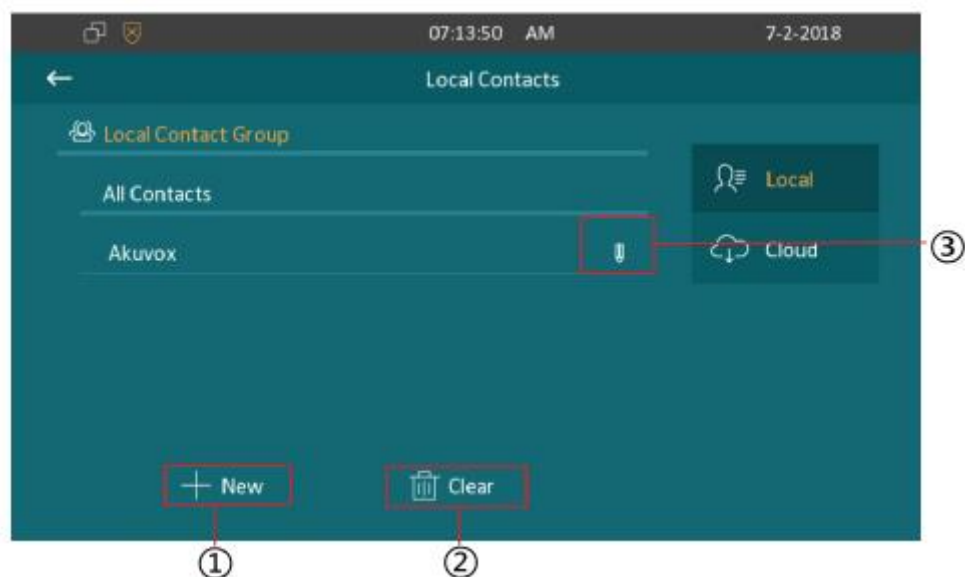 07:13:50 AM 7-2-2018
Local Contacts
Local Contact Group
All Contacts
Local
Akuvox
Cloud
③
New
Clear
①
②